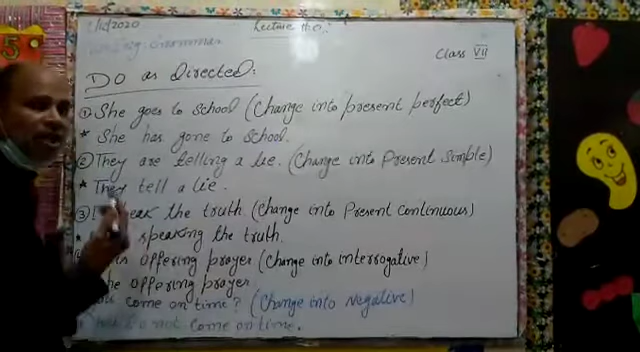 2020
Lecture #0.
Class VII
Do as directed:
① She goes to school (Change into present perfect)
* She has gone to school.
② They are telling a lie. (Change into Present Simple)
* They tell a lie.
③ the truth. (Change into Present Continuous)
speaking the truth.
offering prayer (Change into interrogative)
offering prayer
come on time? (Change into Negative)
not come on time.
5